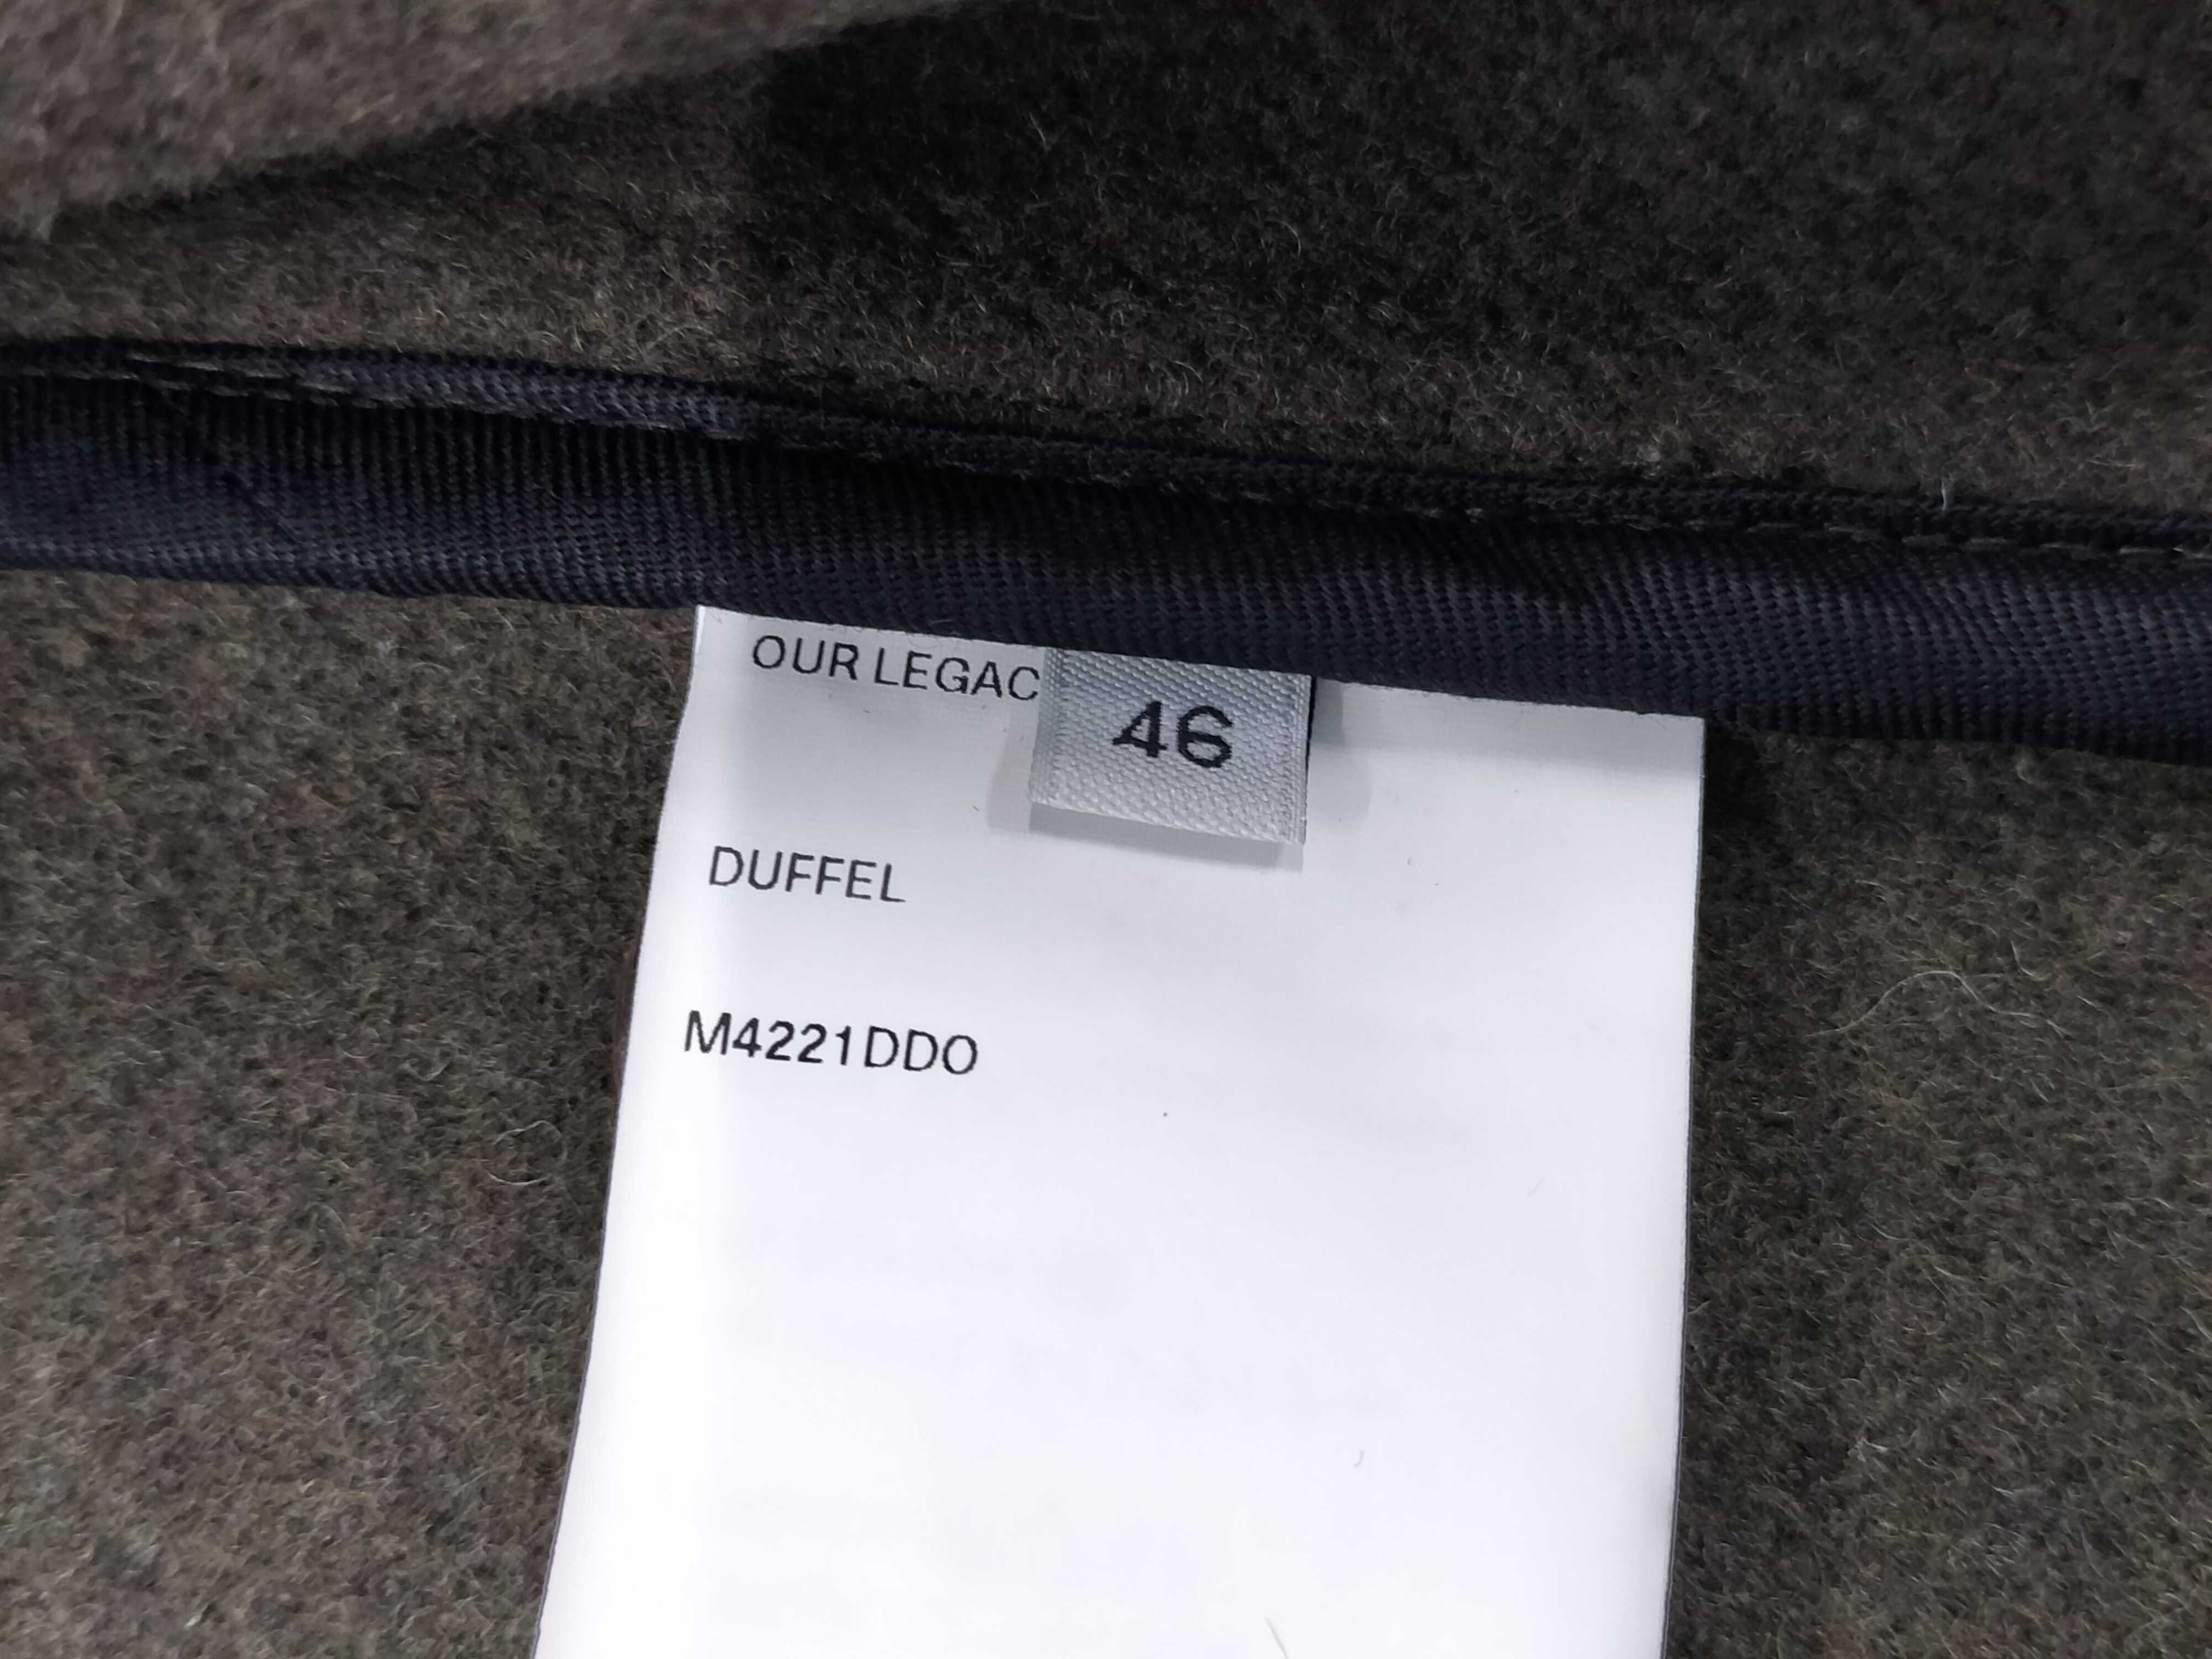 OUR LEGAC
46
DUFFEL
M4221DDO